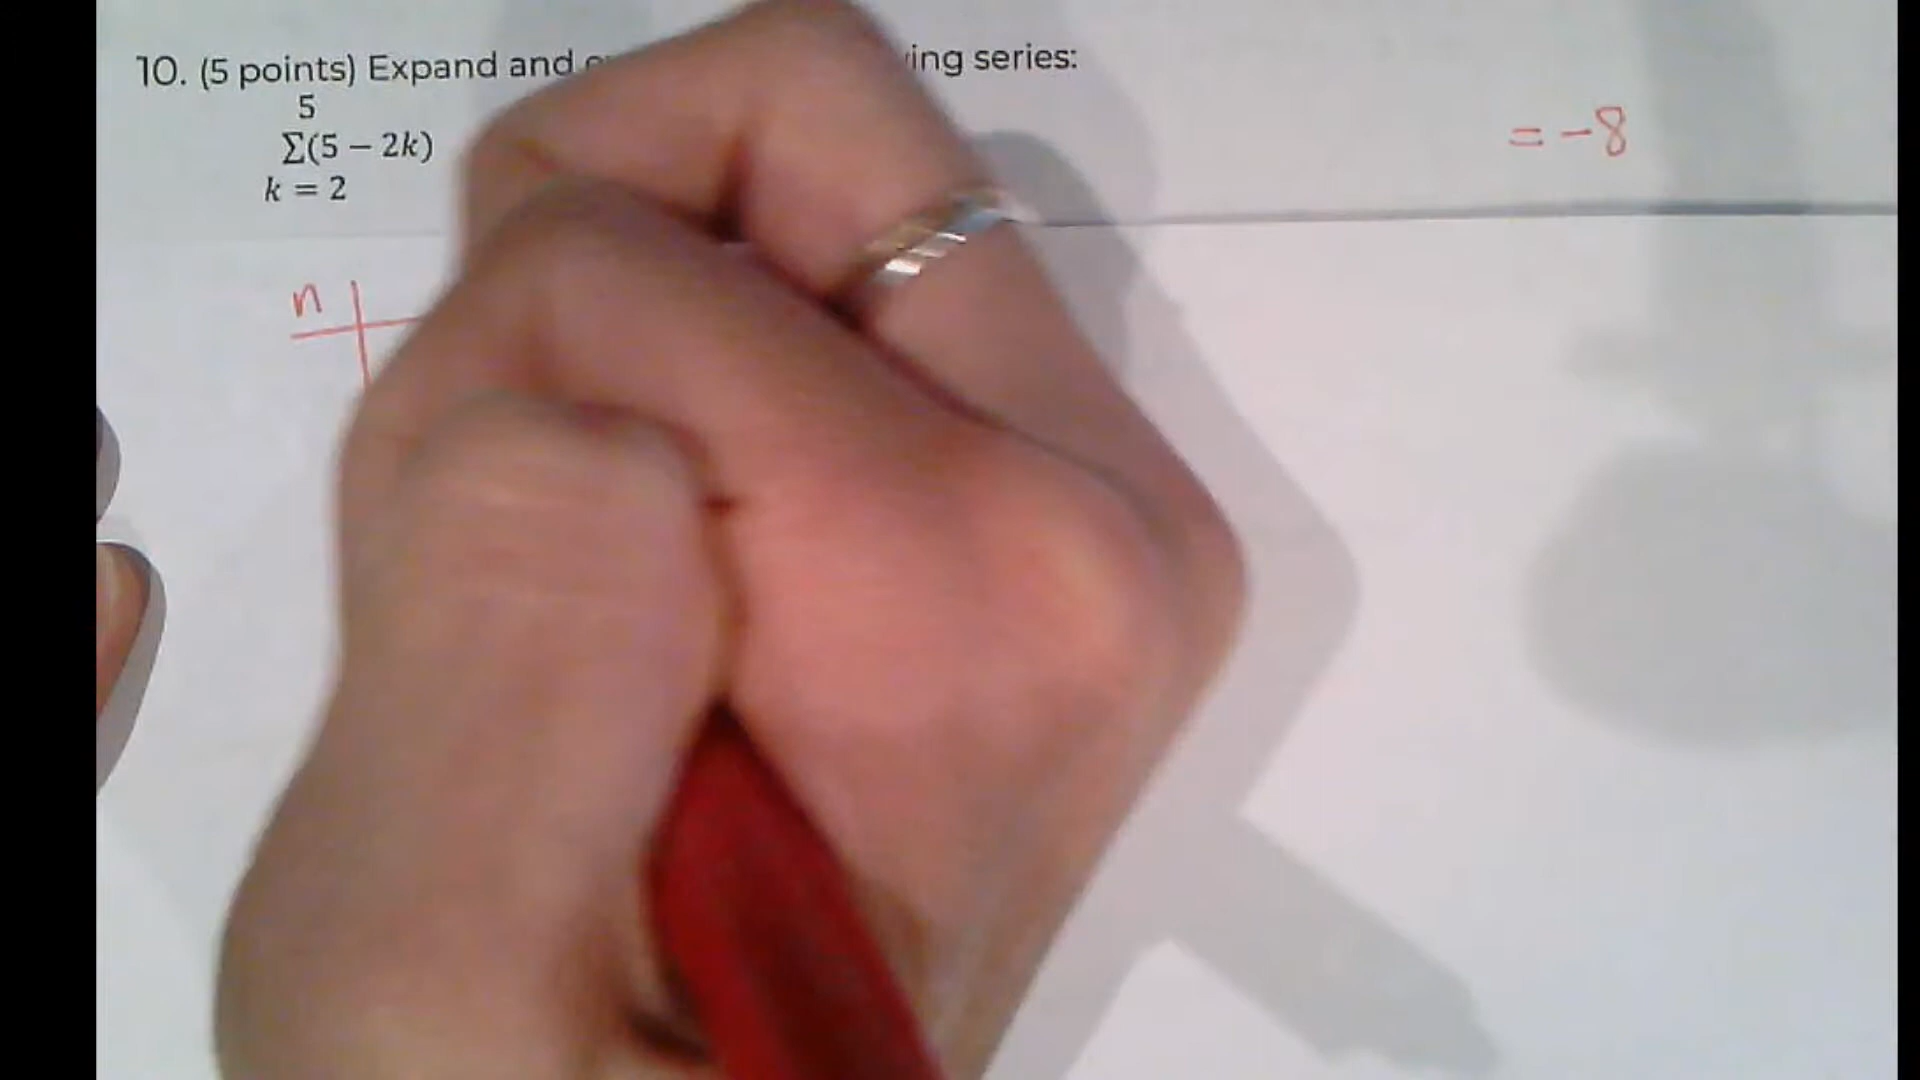 10. (5 points) Expand and ing series:
5
Σ(5 – 2k)
k = 2
= -8
n